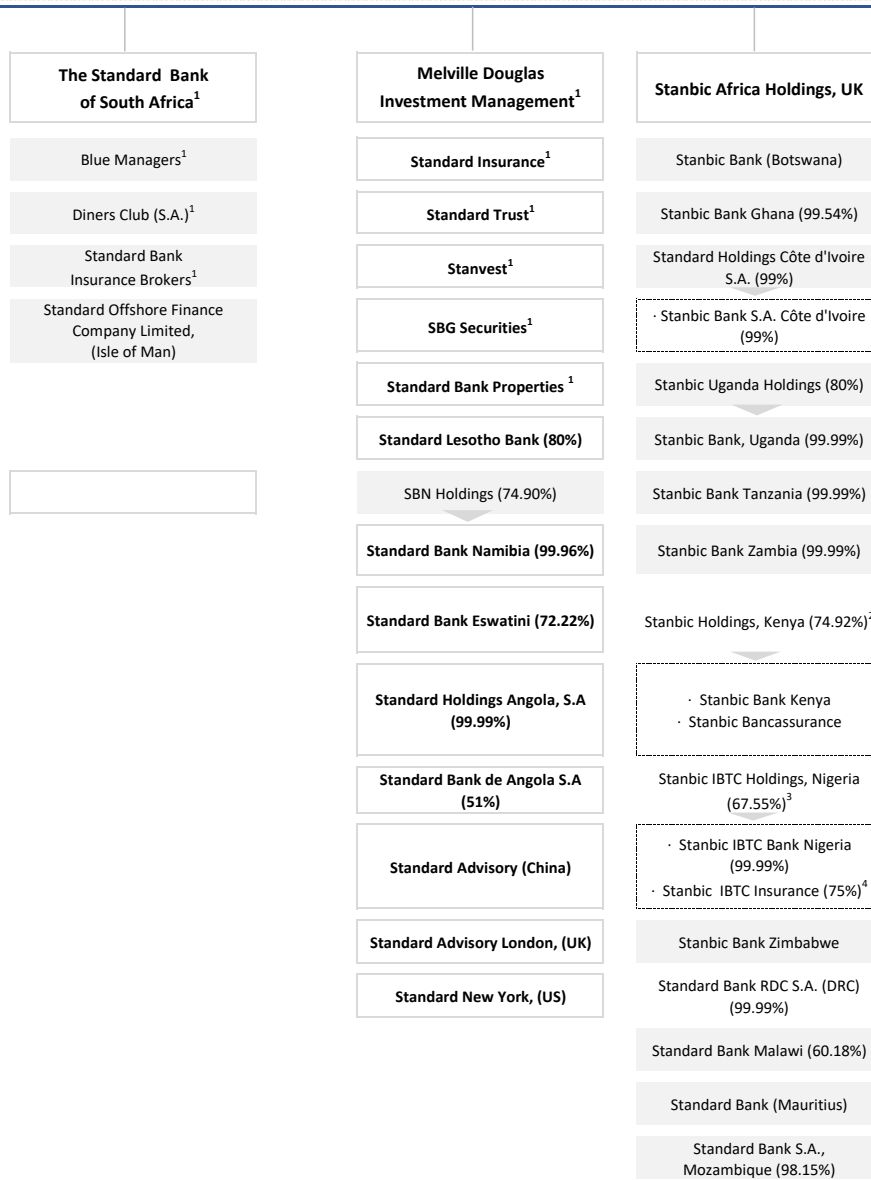 The Standard Bank
of South Africa1
Blue Managers1
Diners Club (S.A.)1
Standard Bank
Insurance Brokers1
Standard Offshore Finance
Company Limited,
(Isle of Man)
Melville Douglas
Investment Management1
Standard Insurance1
Standard Trust1
Stanvest1
SBG Securities1
Standard Bank Properties 1
Standard Lesotho Bank (80%)
SBN Holdings (74.90%)
Standard Bank Namibia (99.96%)
Standard Bank Eswatini (72.22%)
Standard Holdings Angola, S.A
(99.99%)
Standard Bank de Angola S.A
(51%)
Standard Advisory (China)
Standard Advisory London, (UK)
Standard New York, (US)
Stanbic Africa Holdings, UK
Stanbic Bank (Botswana)
Stanbic Bank Ghana (99.54%)
Standard Holdings Côte d'Ivoire
S.A. (99%)
· Stanbic Bank S.A. Côte d'Ivoire
(99%)
Stanbic Uganda Holdings (80%)
Stanbic Bank, Uganda (99.99%)
Stanbic Bank Tanzania (99.99%)
Stanbic Bank Zambia (99.99%)
Stanbic Holdings, Kenya (74.92%)2
· Stanbic Bank Kenya
· Stanbic Bancassurance
Stanbic IBTC Holdings, Nigeria
(67.55%)3
· Stanbic IBTC Bank Nigeria
(99.99%)
· Stanbic IBTC Insurance (75%)4
Stanbic Bank Zimbabwe
Standard Bank RDC S.A. (DRC)
(99.99%)
Standard Bank Malawi (60.18%)
Standard Bank (Mauritius)
Standard Bank S.A.,
Mozambique (98.15%)